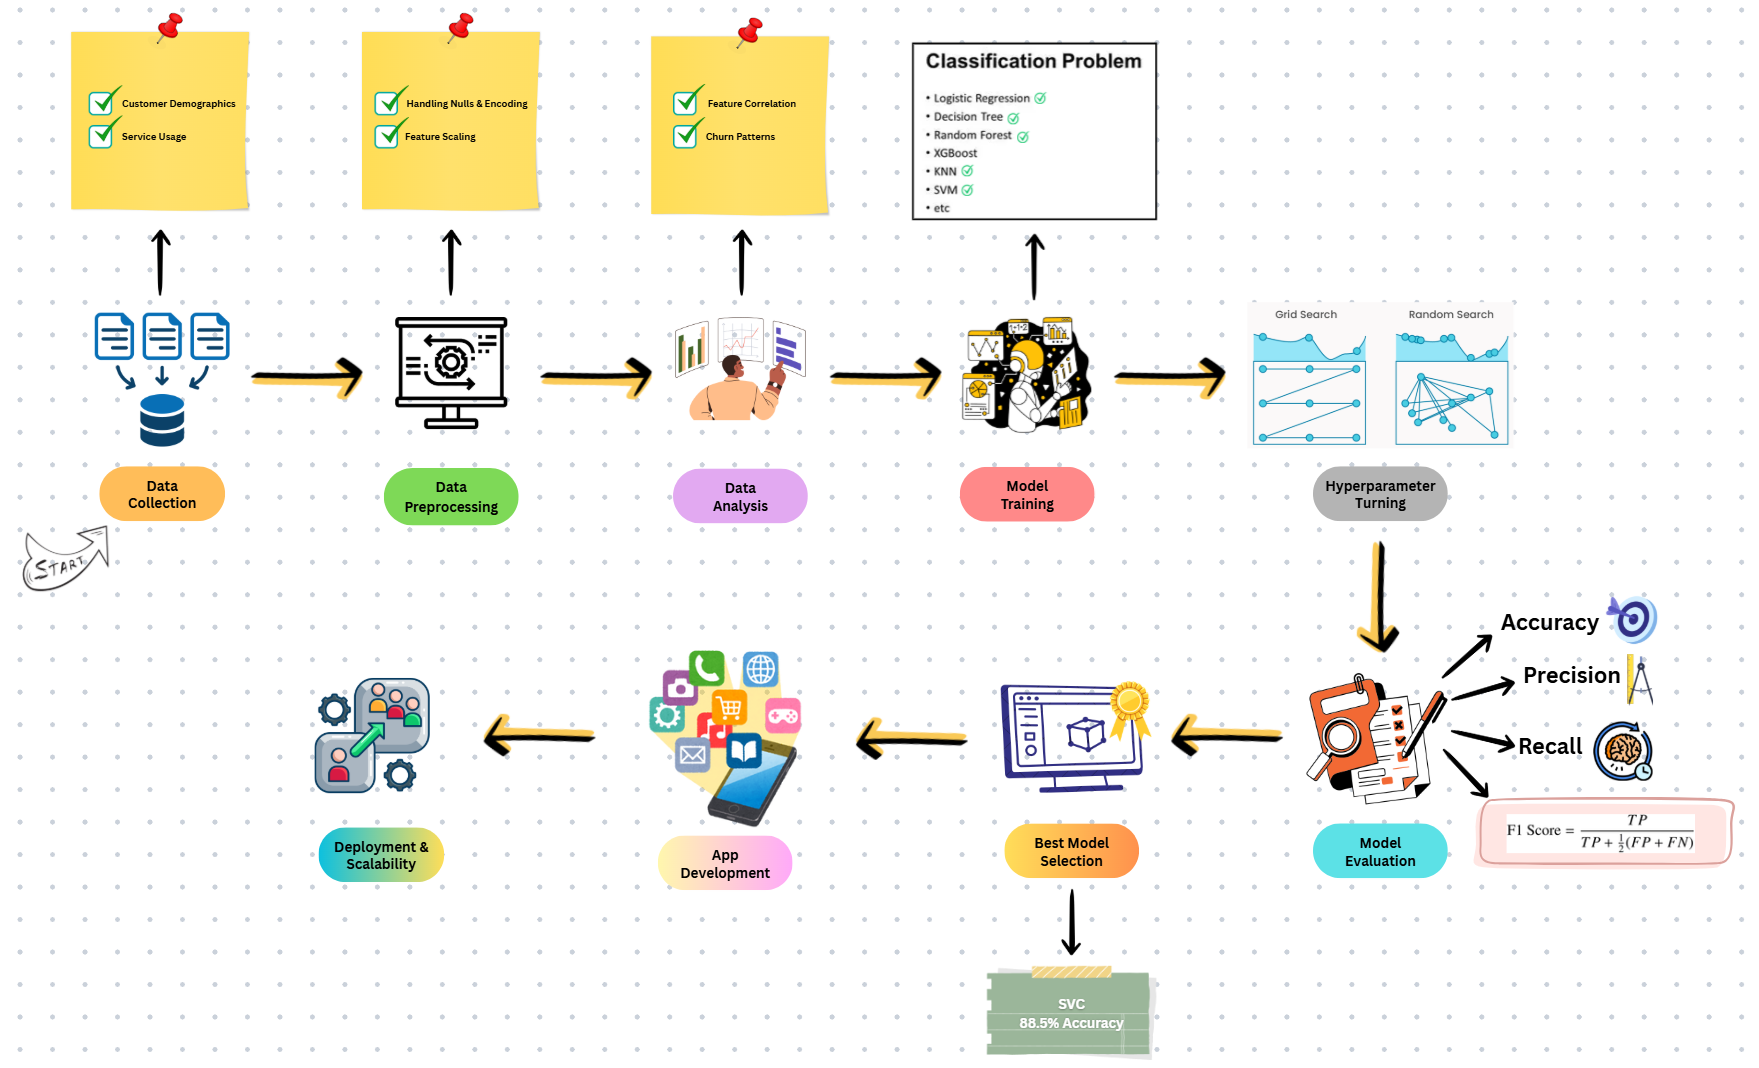 Customer Demographics
Service Usage
Handling Nulls & Encoding
Feature Scaling
Feature Correlation
Churn Patterns
Classification Problem
• Logistic Regression
• Decision Tree
• Random Forest
• XGBoost
• KNN
• SVM
• etc
Grid Search
Random Search
1+1-2
Data
Collection
Data
Preprocessing
Data
Analysis
Model
Training
Hyperparameter
Turning
START
Accuracy
Precision
Recall
F1 Score = TP / (TP + 1/2 (FP + FN))
Deployment &
Scalability
App
Development
Best Model
Selection
Model
Evaluation
SVC
88.5% Accuracy